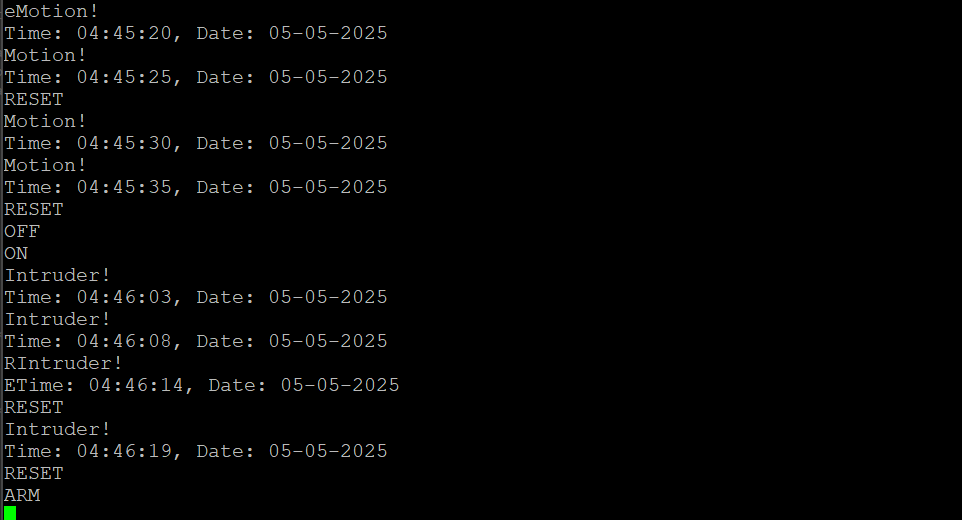 eMotion!
Time: 04:45:20, Date: 05-05-2025
Motion!
Time: 04:45:25, Date: 05-05-2025
RESET
Motion!
Time: 04:45:30, Date: 05-05-2025
Motion!
Time: 04:45:35, Date: 05-05-2025
RESET
OFF
ON
Intruder!
Time: 04:46:03, Date: 05-05-2025
Intruder!
Time: 04:46:08, Date: 05-05-2025
RIntruder!
ETime: 04:46:14, Date: 05-05-2025
RESET
Intruder!
Time: 04:46:19, Date: 05-05-2025
RESET
ARM